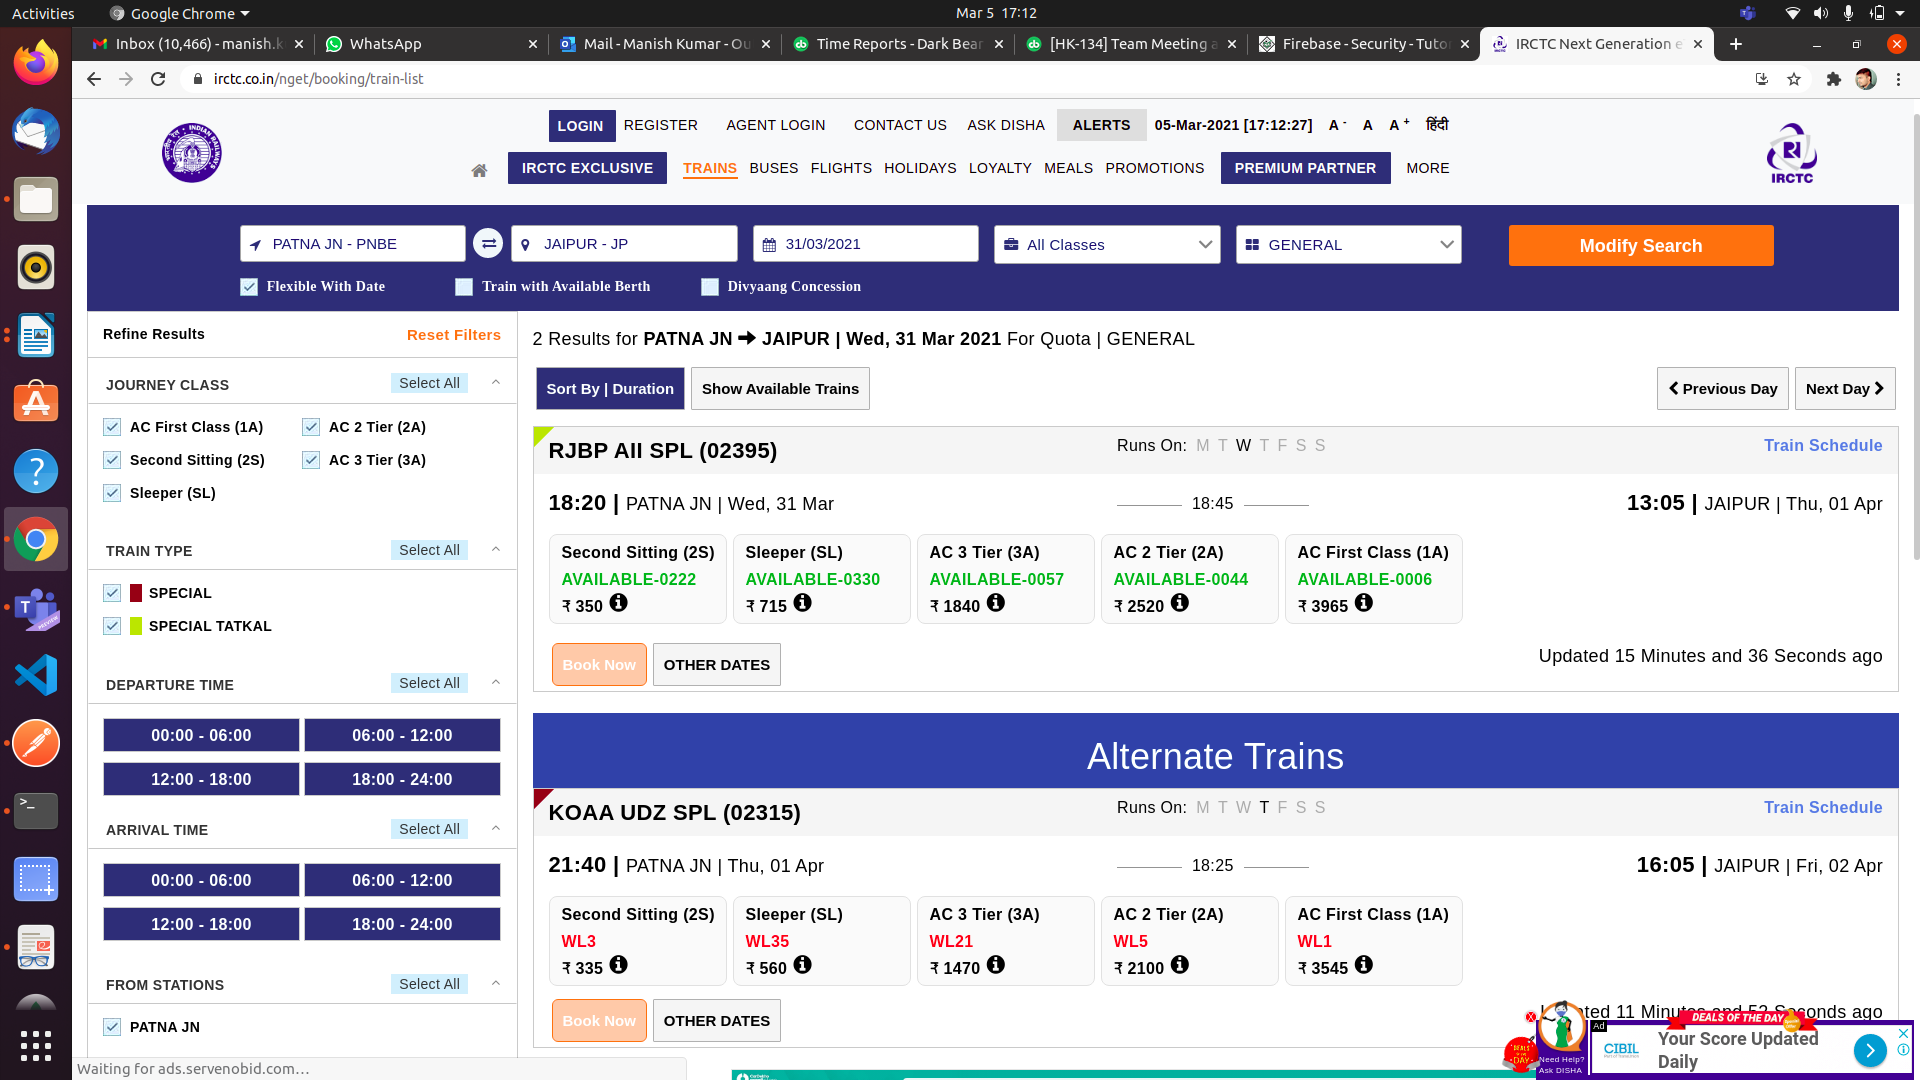 Activities
Google Chrome
Mar 5 17:12
Inbox (10,466) - manish.k
WhatsApp
Mail - Manish Kumar - Ou
Time Reports - Dark Bear
[HK-134] Team Meeting a
Firebase - Security - Tutor
IRCTC Next Generation e
irctc.co.in/nget/booking/train-list
LOGIN REGISTER AGENT LOGIN CONTACT US ASK DISHA ALERTS 05-Mar-2021 [17:12:27] A - A A + हिंदी
IRCTC EXCLUSIVE TRAINS BUSES FLIGHTS HOLIDAYS LOYALTY MEALS PROMOTIONS PREMIUM PARTNER MORE
INDIAN RAILWAYS
IRCTC
PATNA JN - PNBE
JAIPUR - JP
31/03/2021
All Classes
GENERAL
Modify Search
Flexible With Date
Train with Available Berth
Divyaang Concession
Refine Results
Reset Filters
JOURNEY CLASS Select All
AC First Class (1A) AC 2 Tier (2A)
Second Sitting (2S) AC 3 Tier (3A)
Sleeper (SL)
TRAIN TYPE Select All
SPECIAL
SPECIAL TATKAL
DEPARTURE TIME Select All
00:00 - 06:00 06:00 - 12:00
12:00 - 18:00 18:00 - 24:00
ARRIVAL TIME Select All
00:00 - 06:00 06:00 - 12:00
12:00 - 18:00 18:00 - 24:00
FROM STATIONS Select All
PATNA JN
2 Results for PATNA JN → JAIPUR | Wed, 31 Mar 2021 For Quota | GENERAL
Sort By | Duration
Show Available Trains
Previous Day
Next Day
RJBP AII SPL (02395)
Runs On: M T W T F S S
Train Schedule
18:20 | PATNA JN | Wed, 31 Mar
18:45
13:05 | JAIPUR | Thu, 01 Apr
Second Sitting (2S) Sleeper (SL) AC 3 Tier (3A) AC 2 Tier (2A) AC First Class (1A)
AVAILABLE-0222 AVAILABLE-0330 AVAILABLE-0057 AVAILABLE-0044 AVAILABLE-0006
₹ 350 ₹ 715 ₹ 1840 ₹ 2520 ₹ 3965
Book Now
OTHER DATES
Updated 15 Minutes and 36 Seconds ago
Alternate Trains
KOAA UDZ SPL (02315)
Runs On: M T W T F S S
Train Schedule
21:40 | PATNA JN | Thu, 01 Apr
18:25
16:05 | JAIPUR | Fri, 02 Apr
Second Sitting (2S) Sleeper (SL) AC 3 Tier (3A) AC 2 Tier (2A) AC First Class (1A)
WL3 WL35 WL21 WL5 WL1
₹ 335 ₹ 560 ₹ 1470 ₹ 2100 ₹ 3545
Book Now
OTHER DATES
11 Minutes and 52 Seconds ago
DEALS OF THE DAY
Ad
CIBIL
Your Score Updated
Daily
DEALS
DAY
Need Help?
Ask DISHA
Waiting for ads.servenobid.com...